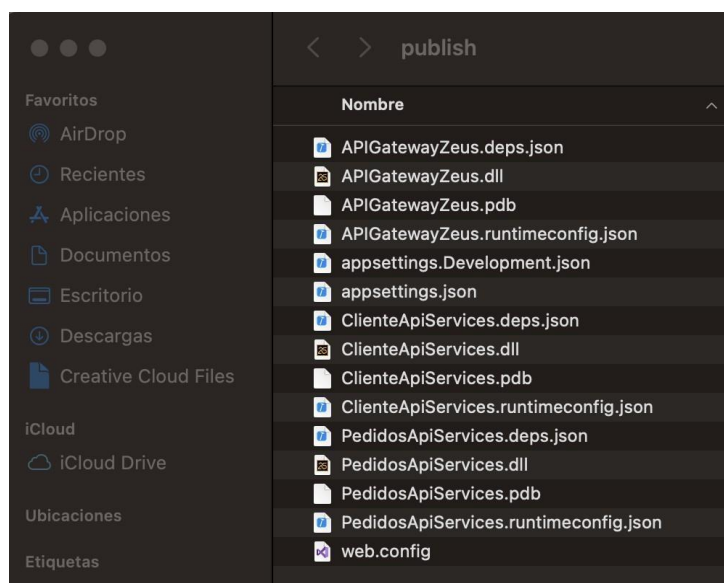 publish
Favoritos
AirDrop
Recientes
Aplicaciones
Documentos
Escritorio
Descargas
Creative Cloud Files
iCloud
iCloud Drive
Ubicaciones
Etiquetas
Nombre
APIGatewayZeus.deps.json
APIGatewayZeus.dll
APIGatewayZeus.pdb
APIGatewayZeus.runtimeconfig.json
appsettings.Development.json
appsettings.json
ClienteApiServices.deps.json
ClienteApiServices.dll
ClienteApiServices.pdb
ClienteApiServices.runtimeconfig.json
PedidosApiServices.deps.json
PedidosApiServices.dll
PedidosApiServices.pdb
PedidosApiServices.runtimeconfig.json
web.config